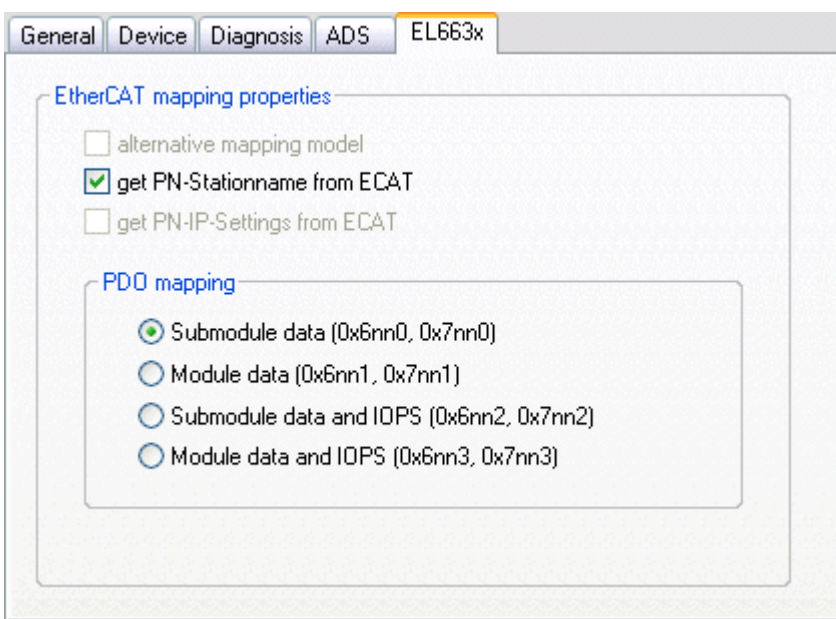 General Device Diagnosis ADS EL663x
EtherCAT mapping properties
alternative mapping model
get PN-Stationname from ECAT
get PN-IP-Settings from ECAT
PDO mapping
Submodule data (0x6nn0, 0x7nn0)
Module data (0x6nn1, 0x7nn1)
Submodule data and IOPS (0x6nn2, 0x7nn2)
Module data and IOPS (0x6nn3, 0x7nn3)